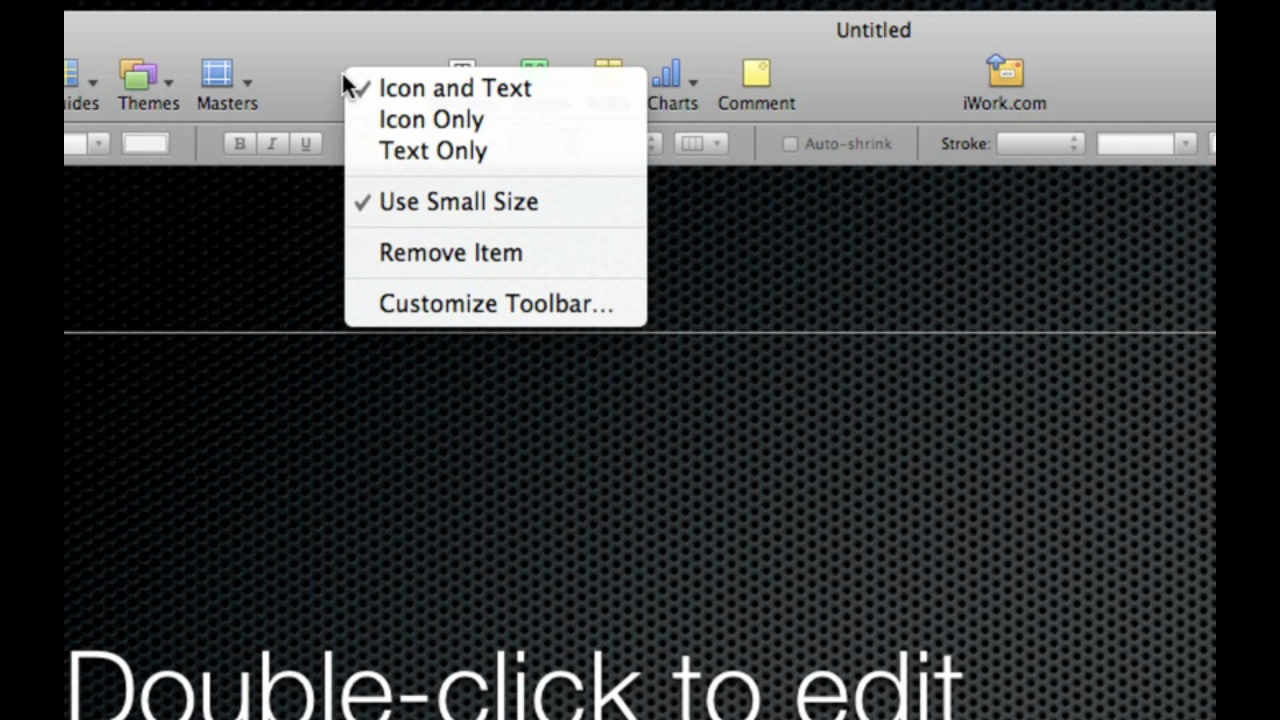 Untitled
uides Themes Masters Charts Comment iWork.com
Icon and Text
Icon Only
Text Only
B I U Auto-shrink Stroke:
Use Small Size
Remove Item
Customize Toolbar...
Double-click to edit